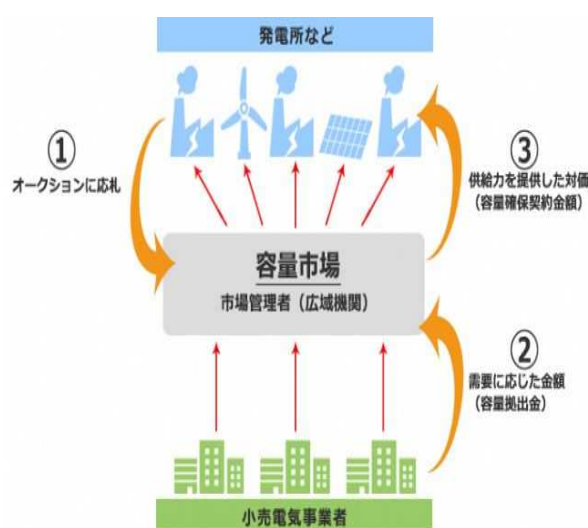 発電所など
①
オークションに応札
③
供給力を提供した対価
（容量確保契約金額）
容量市場
市場管理者（広域機関）
②
需要に応じた金額
（容量拠出金）
小売電気事業者